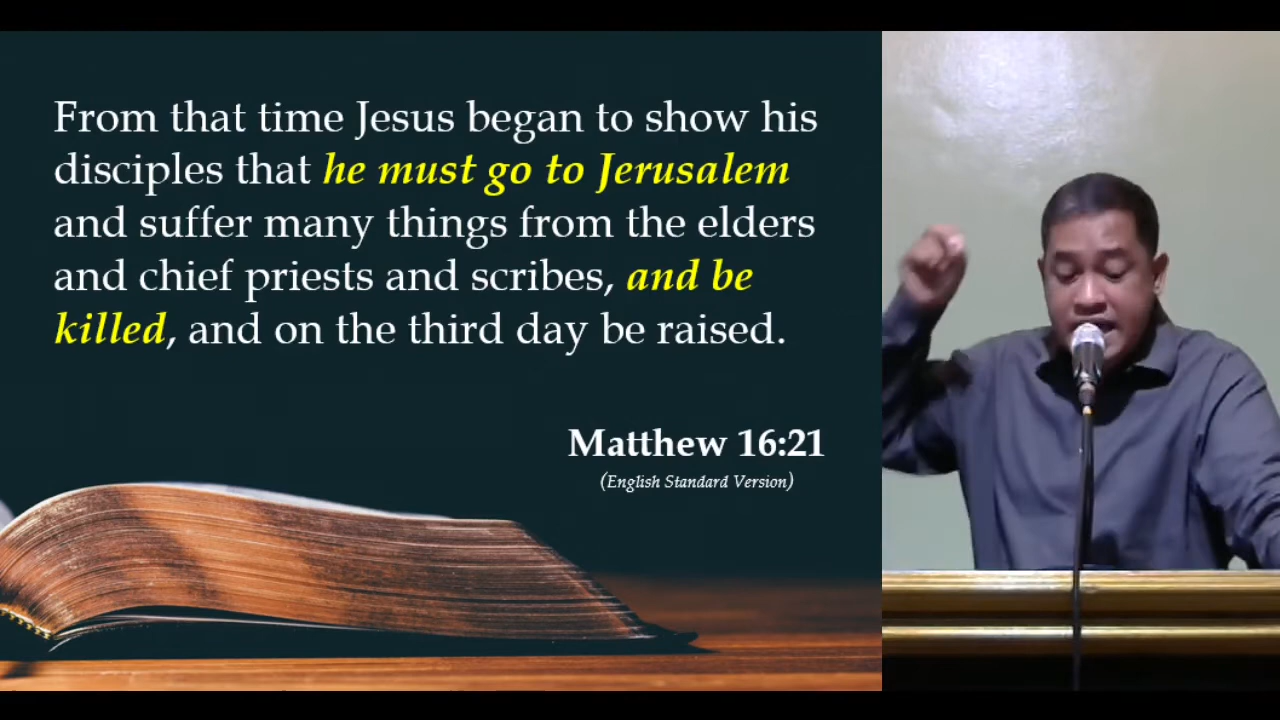 From that time Jesus began to show his
disciples that he must go to Jerusalem
and suffer many things from the elders
and chief priests and scribes, and be
killed, and on the third day be raised.
Matthew 16:21
(English Standard Version)